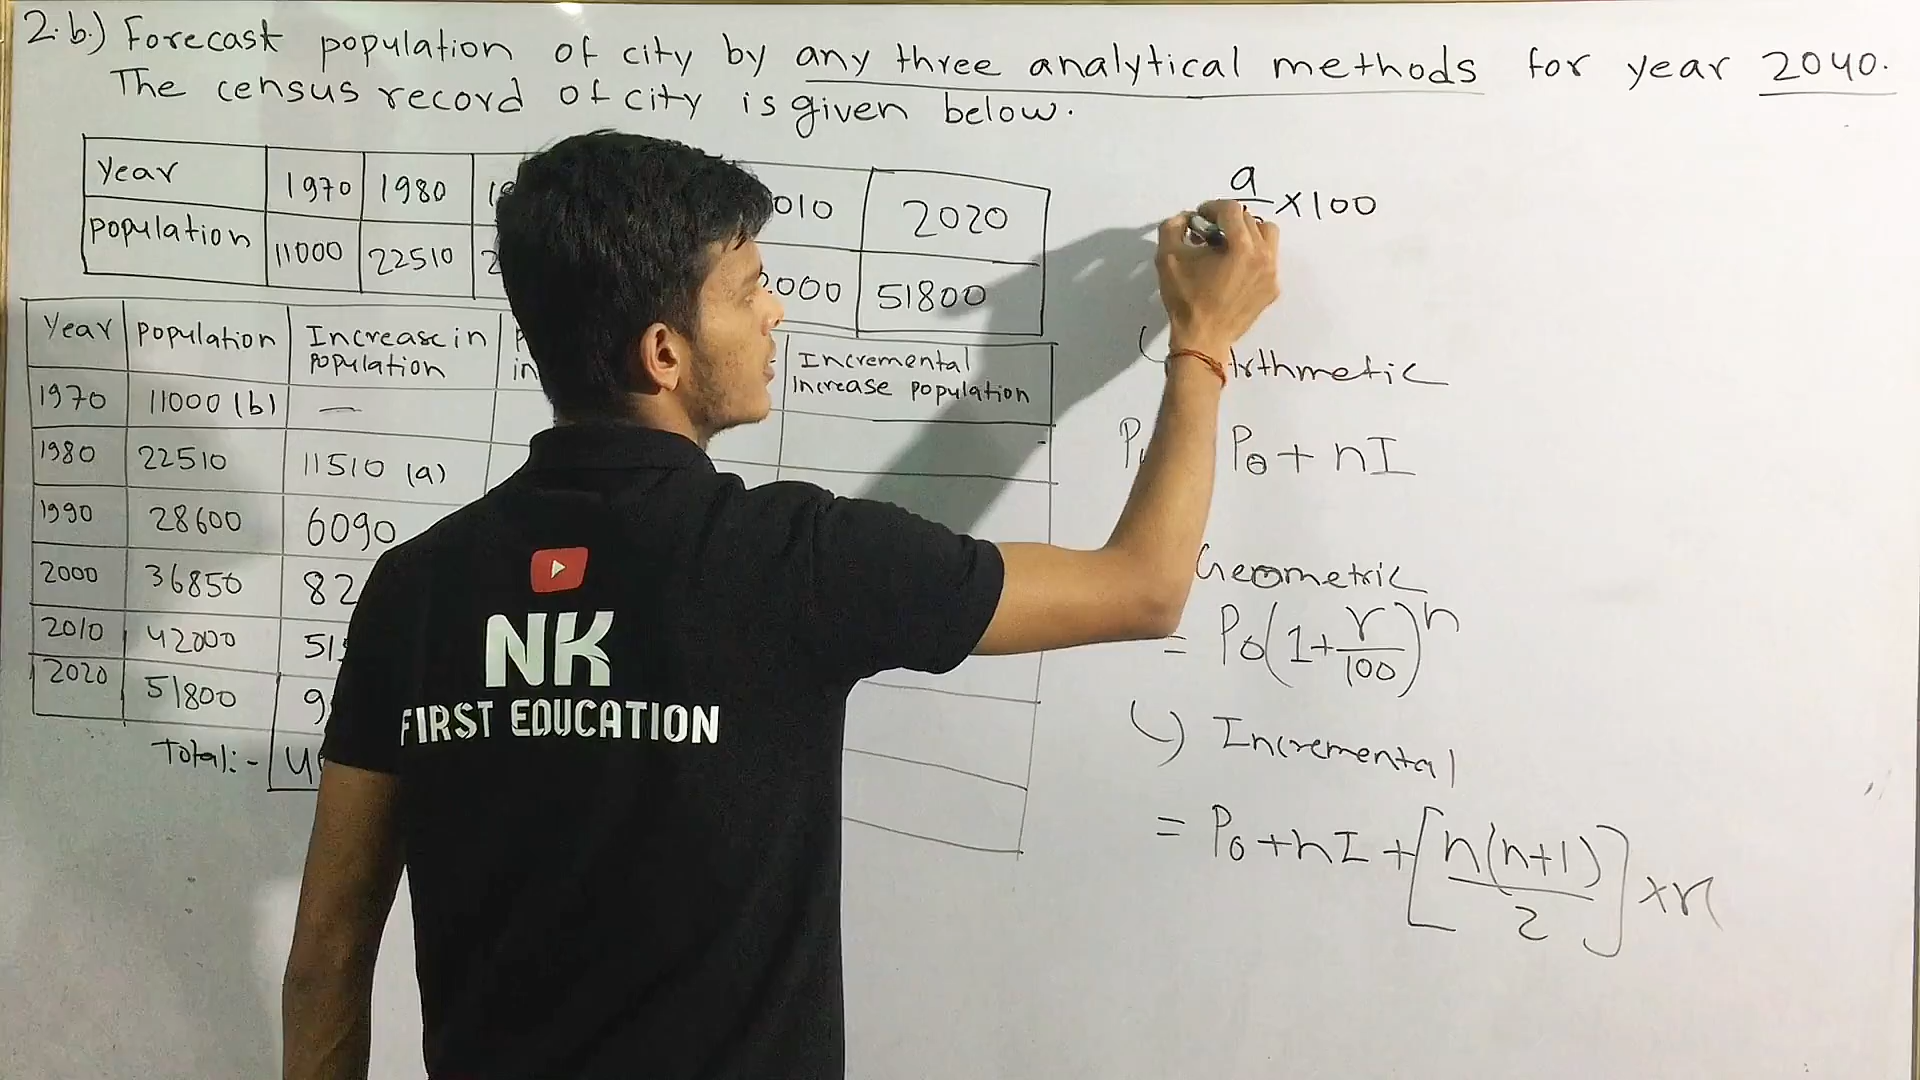 2.b.) Forecast population of city by any three analytical methods for year 2040.
The census record of city is given below.
Year 1970 1980 2020
population 11000 22510 51800
a
×100
Year population Increase in population Incremental Increase population
1970 11000 (b) —
1980 22510 11510 (a)
1990 28600 6090
2000 36850
2010 42000
2020 51800
Total:-
Arthmetic
P0 + nI
Geometric
= P0(1+r/100)^n
Incremental
= P0 + nI + [n(n+1)/2] × r
NK
FIRST EDUCATION